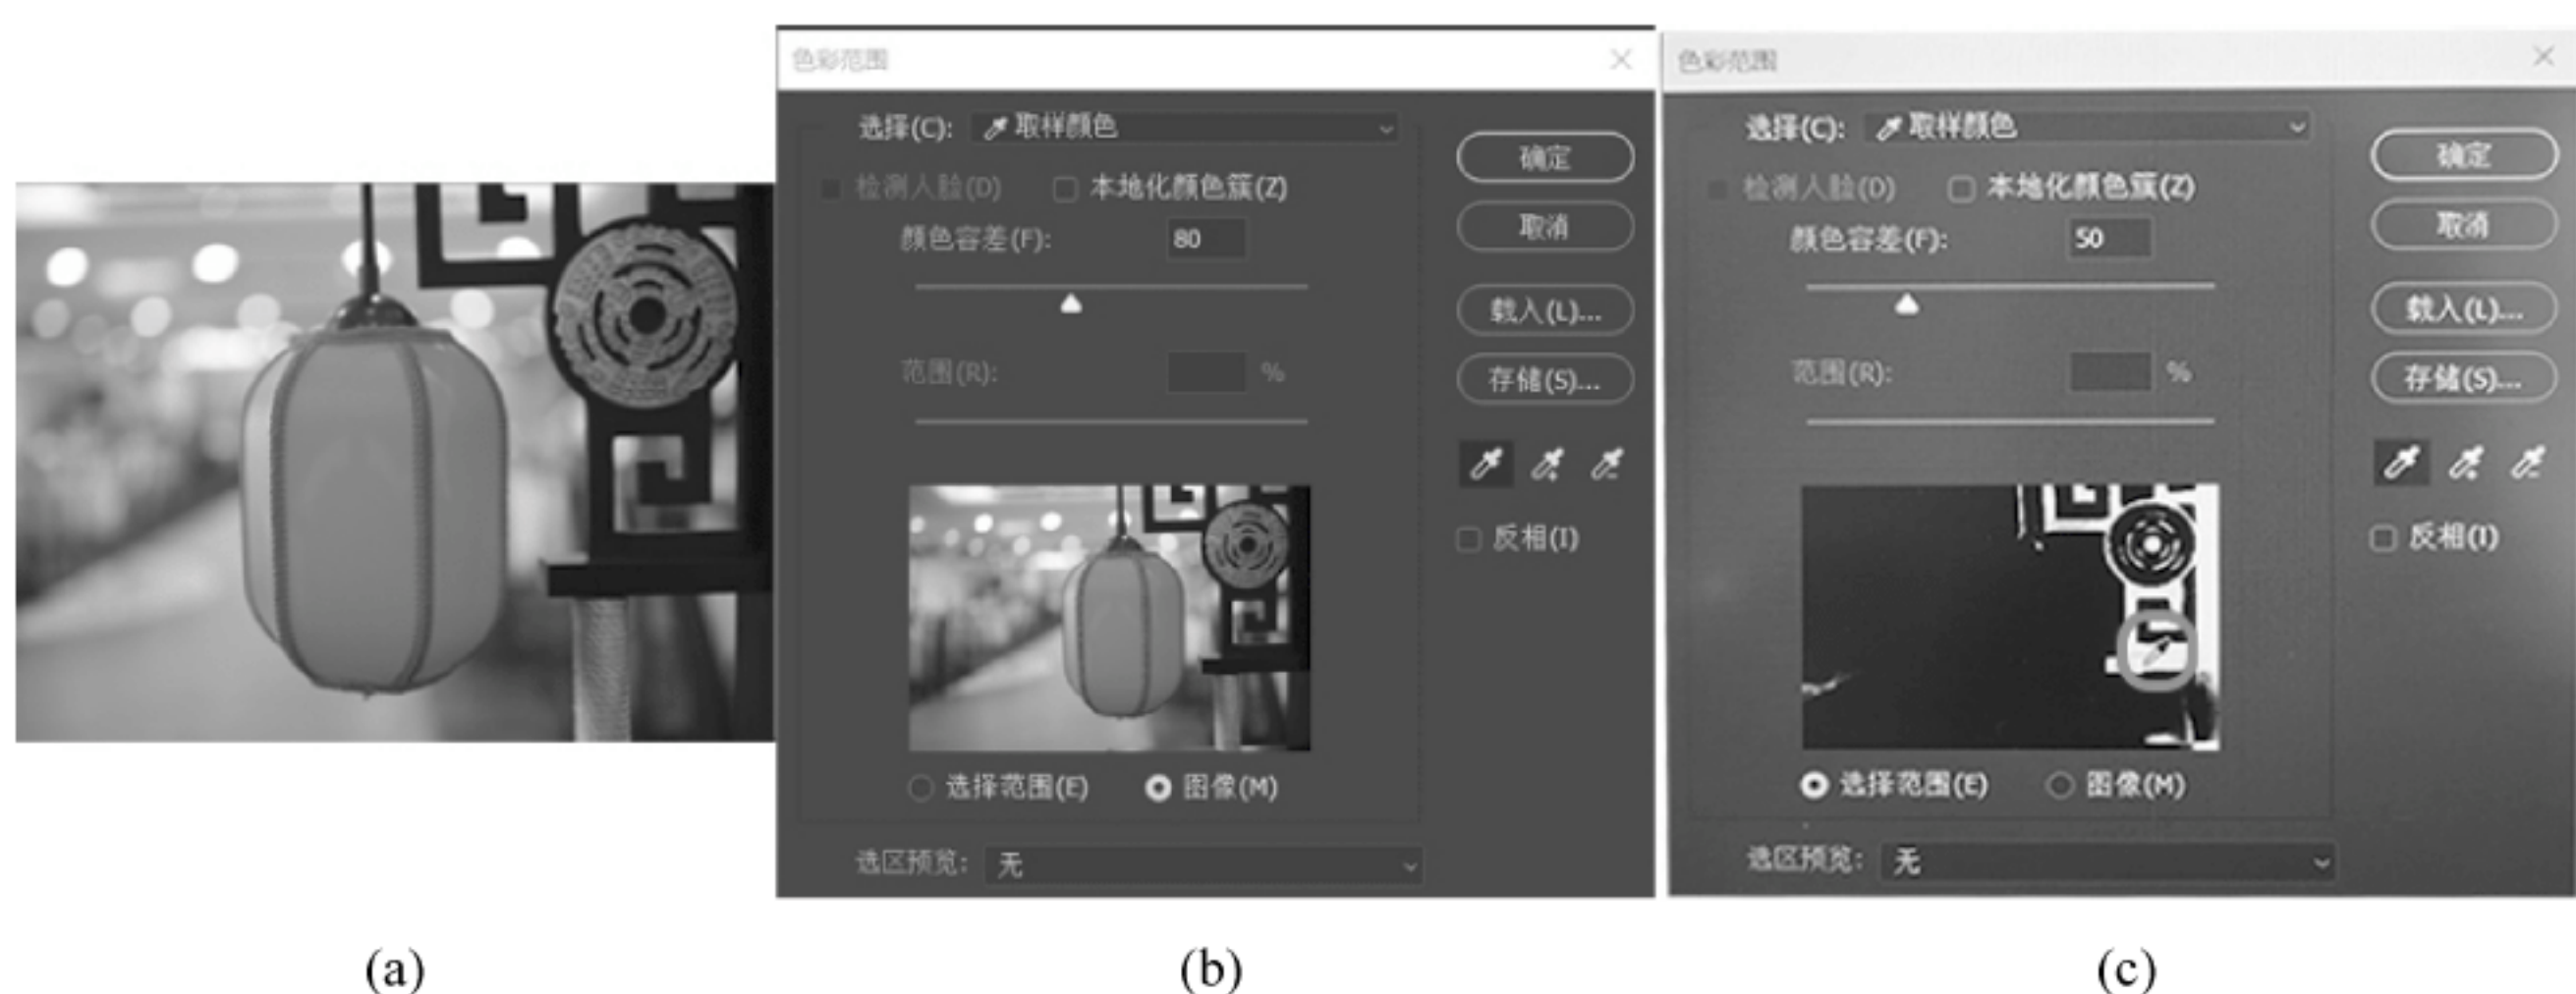 色彩范围
选择(C): 取样颜色
检测人脸(D) 本地化颜色簇(Z)
颜色容差(F): 80
范围(R): %
选择范围(E) 图像(M)
选区预览: 无
确定
取消
载入(L)...
存储(S)...
反相(I)
色彩范围
选择(C): 取样颜色
检测人脸(D) 本地化颜色簇(Z)
颜色容差(F): 50
范围(R): %
选择范围(E) 图像(M)
选区预览: 无
确定
取消
载入(L)...
存储(S)...
反相(I)
(a) (b) (c)